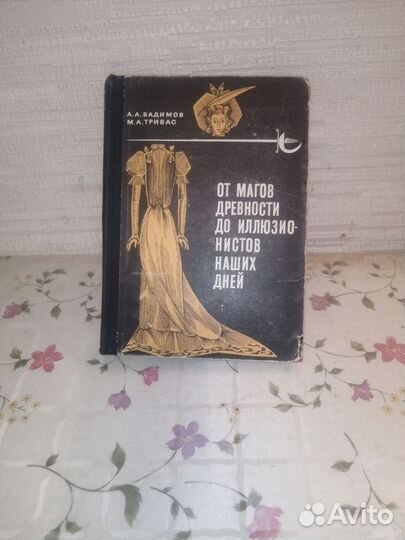 А.А.ВАДИМОВ
М.А.ТРИВАС
ОТ МАГОВ
ДРЕВНОСТИ
ДО ИЛЛЮЗИО-
НИСТОВ
НАШИХ
ДНЕЙ
Avito